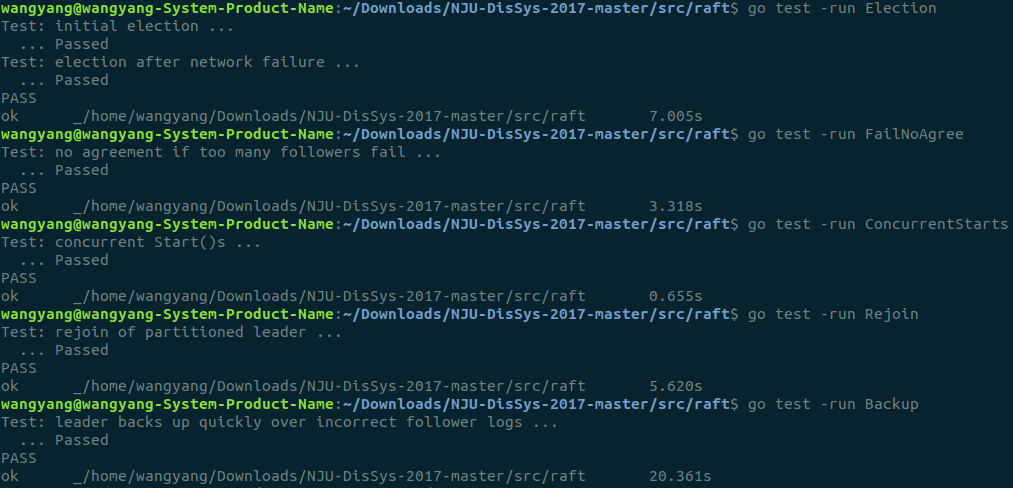 wangyang@wangyang-System-Product-Name:~/Downloads/NJU-DisSys-2017-master/src/raft$ go test -run Election
Test: initial election ...
  ... Passed
Test: election after network failure ...
  ... Passed
PASS
ok      _/home/wangyang/Downloads/NJU-DisSys-2017-master/src/raft       7.005s
wangyang@wangyang-System-Product-Name:~/Downloads/NJU-DisSys-2017-master/src/raft$ go test -run FailNoAgree
Test: no agreement if too many followers fail ...
  ... Passed
PASS
ok      _/home/wangyang/Downloads/NJU-DisSys-2017-master/src/raft       3.318s
wangyang@wangyang-System-Product-Name:~/Downloads/NJU-DisSys-2017-master/src/raft$ go test -run ConcurrentStarts
Test: concurrent Start()s ...
  ... Passed
PASS
ok      _/home/wangyang/Downloads/NJU-DisSys-2017-master/src/raft       0.655s
wangyang@wangyang-System-Product-Name:~/Downloads/NJU-DisSys-2017-master/src/raft$ go test -run Rejoin
Test: rejoin of partitioned leader ...
  ... Passed
PASS
ok      _/home/wangyang/Downloads/NJU-DisSys-2017-master/src/raft       5.620s
wangyang@wangyang-System-Product-Name:~/Downloads/NJU-DisSys-2017-master/src/raft$ go test -run Backup
Test: leader backs up quickly over incorrect follower logs ...
  ... Passed
PASS
ok      _/home/wangyang/Downloads/NJU-DisSys-2017-master/src/raft       20.361s